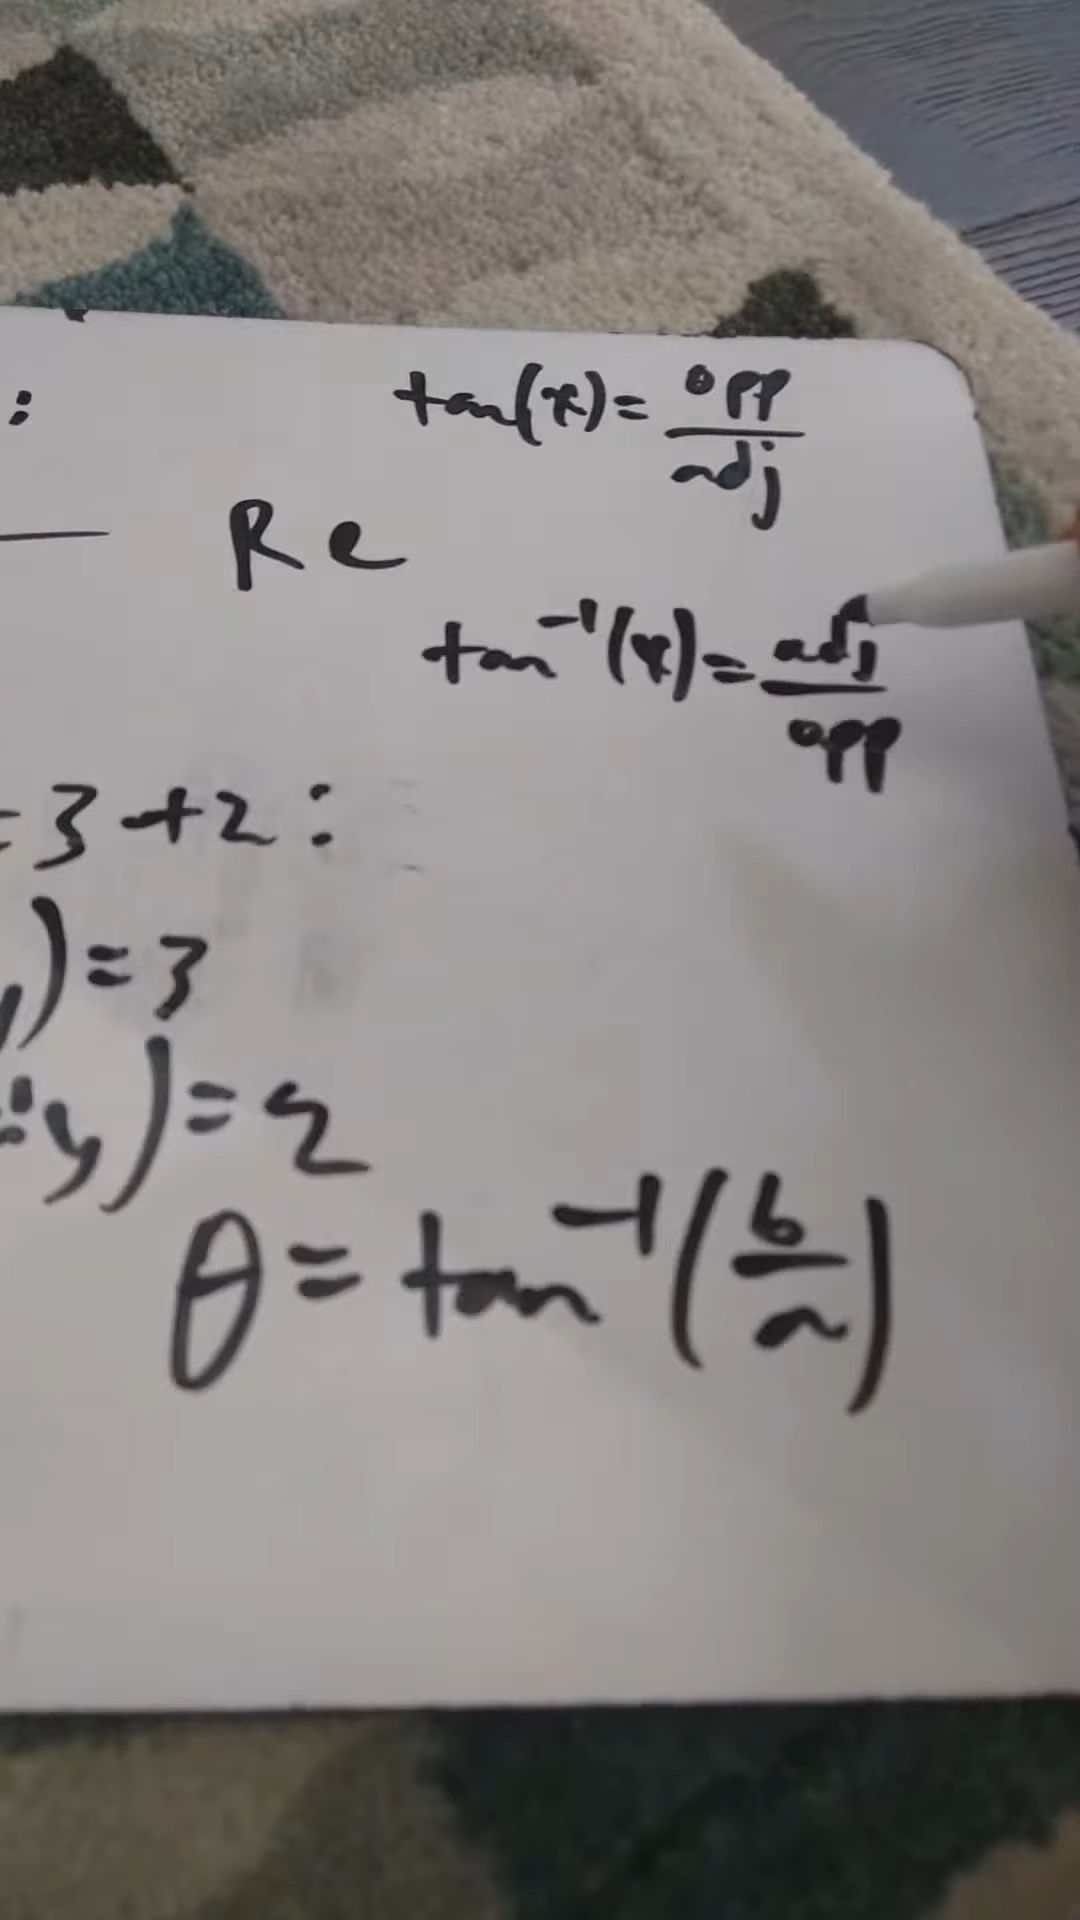 :
tan(x)= opp
adj
Re
tan⁻¹(x)= adj
opp
=3+2:
)=3
y)=2
θ=tan⁻¹(b/a)